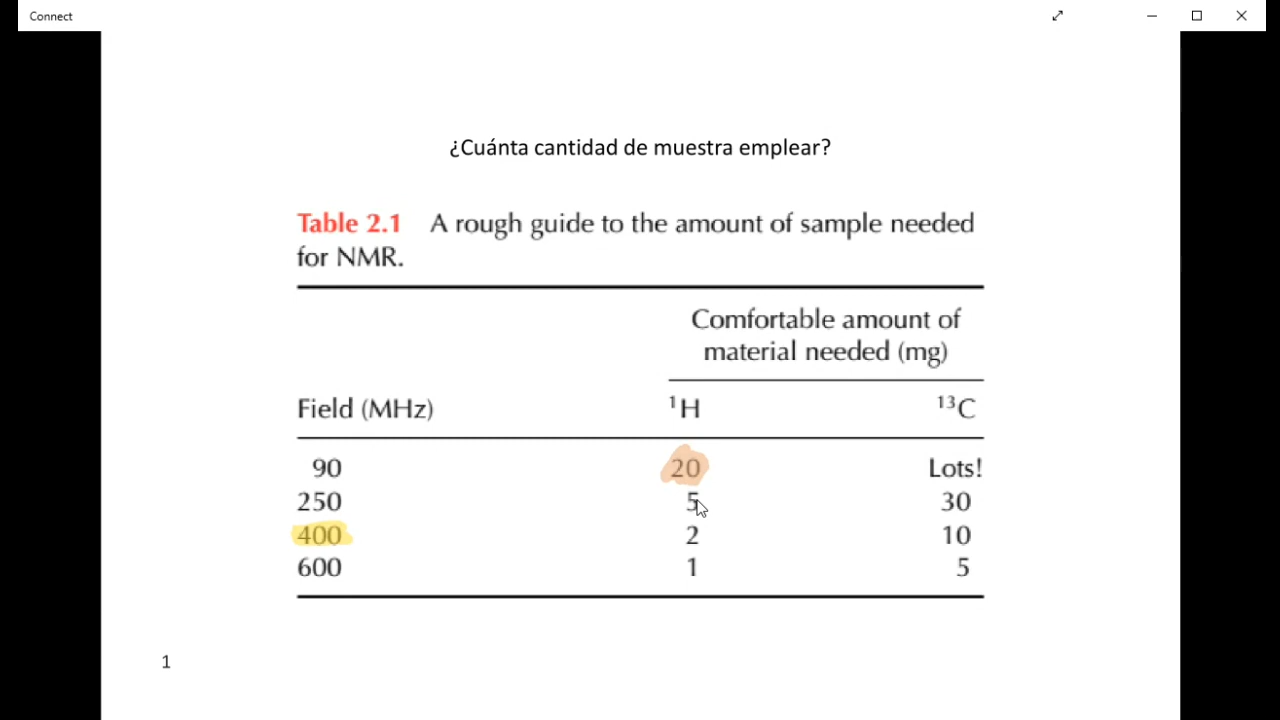 Connect
¿Cuánta cantidad de muestra emplear?
Table 2.1 A rough guide to the amount of sample needed
for NMR.
Comfortable amount of
material needed (mg)
Field (MHz) ¹H ¹³C
90 20 Lots!
250 5 30
400 2 10
600 1 5
1